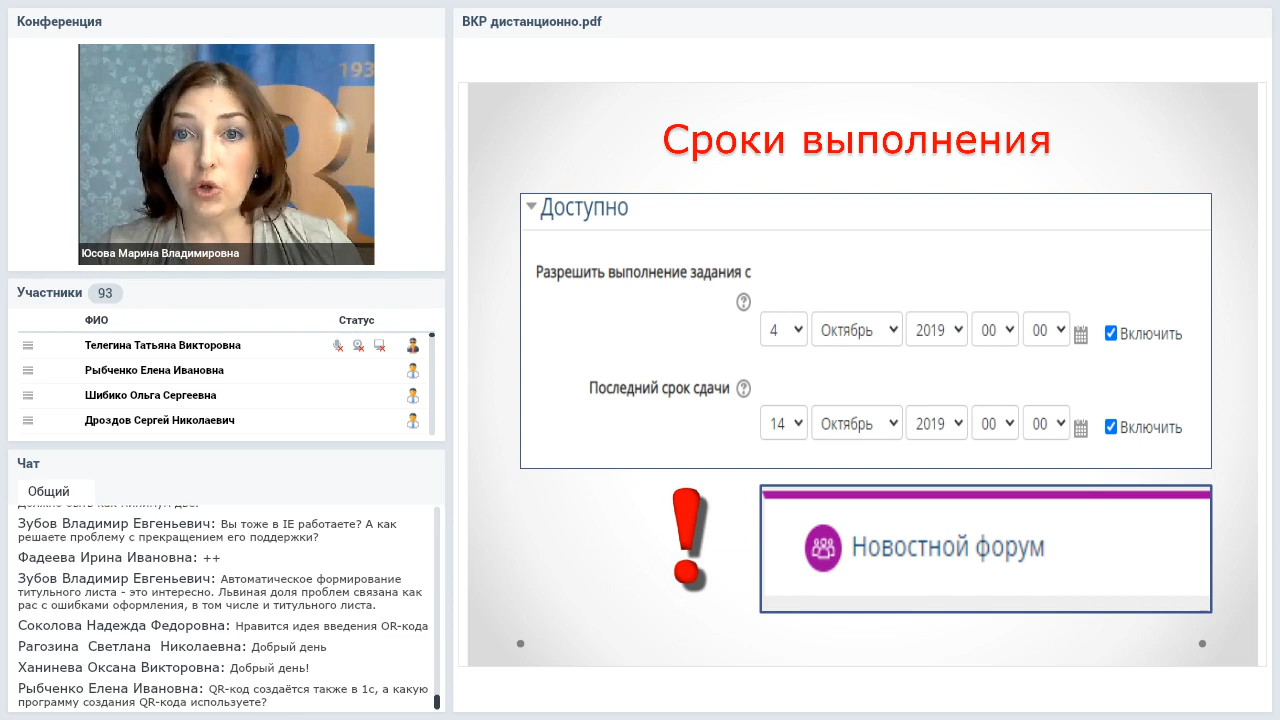 Конференция
193
Юсова Марина Владимировна
Участники 93
ФИО Статус
Телегина Татьяна Викторовна
Рыбченко Елена Ивановна
Шибико Ольга Сергеевна
Дроздов Сергей Николаевич
Чат
Общий
Зубов Владимир Евгеньевич: Вы тоже в IE работаете? А как
решаете проблему с прекращением его поддержки?
Фадеева Ирина Ивановна: ++
Зубов Владимир Евгеньевич: Автоматическое формирование
титульного листа - это интересно. Львиная доля проблем связана как
рас с ошибками оформления, в том числе и титульного листа.
Соколова Надежда Федоровна: Нравится идея введения OR-кода
Рагозина Светлана Николаевна: Добрый день
Ханинева Оксана Викторовна: Добрый день!
Рыбченко Елена Ивановна: QR-код создаётся также в 1с, а какую
программу создания QR-кода используете?
ВКР дистанционно.pdf
Сроки выполнения
Доступно
Разрешить выполнение задания с
4 Октябрь 2019 00 00 Включить
Последний срок сдачи
14 Октябрь 2019 00 00 Включить
Новостной форум